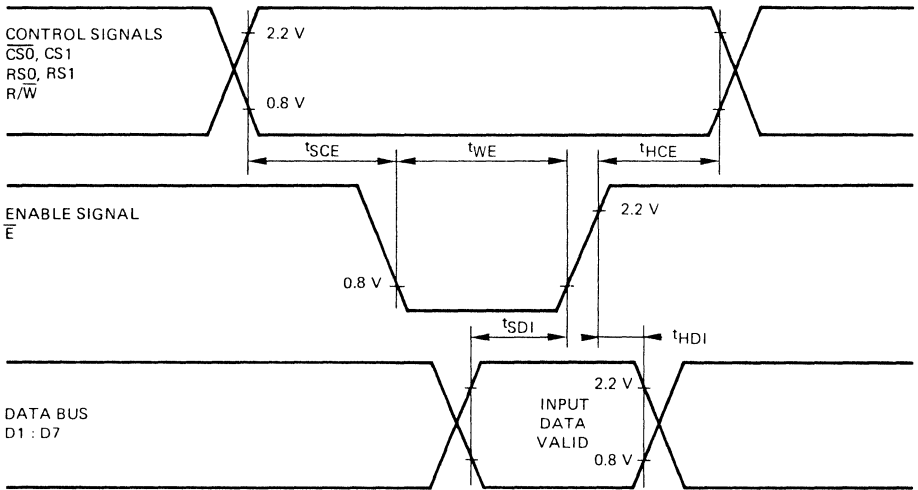 CONTROL SIGNALS
C̅S̅0̅, CS1
RS0, RS1
R/W̅
2.2 V
0.8 V
tSCE
tWE
tHCE
ENABLE SIGNAL
E̅
2.2 V
0.8 V
tSDI
tHDI
DATA BUS
D1 : D7
2.2 V
INPUT
DATA
VALID
0.8 V